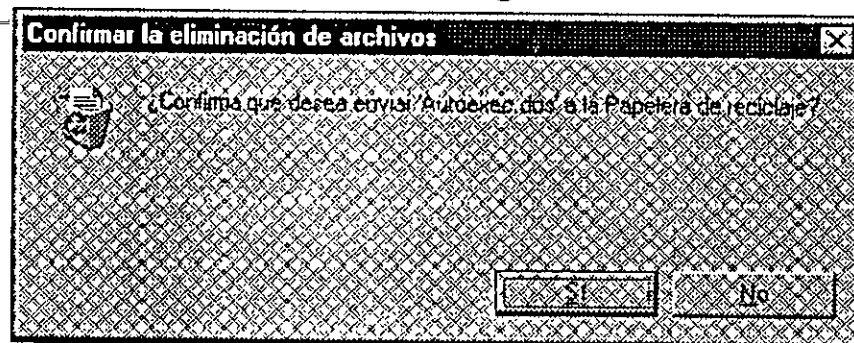 Confirmar la eliminación de archivos
¿Confirma que desea enviar 'Autoexec.dos' a la Papelera de reciclaje?
Sí
No